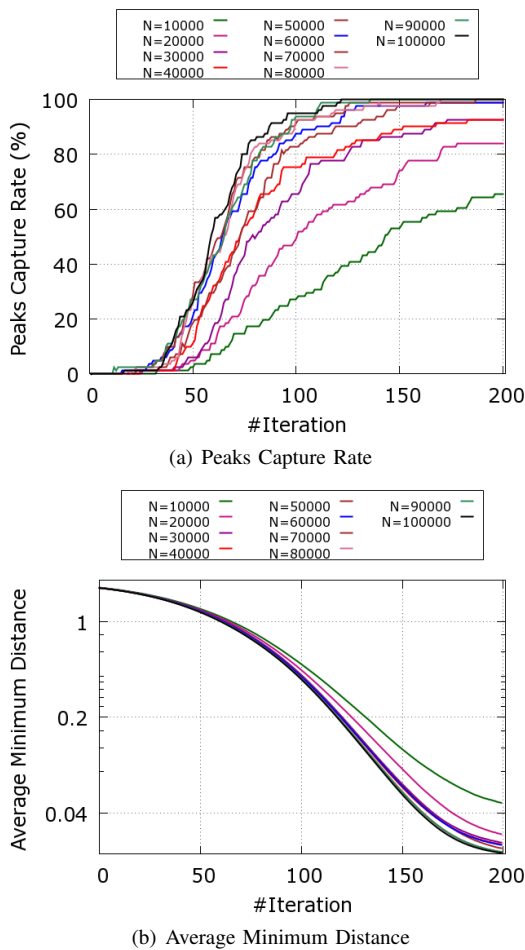 N=10000 N=50000 N=90000
N=20000 N=60000 N=100000
N=30000 N=70000
N=40000 N=80000
Peaks Capture Rate (%)
100
80
60
40
20
0
0 50 100 150 200
#Iteration
(a) Peaks Capture Rate
N=10000 N=50000 N=90000
N=20000 N=60000 N=100000
N=30000 N=70000
N=40000 N=80000
Average Minimum Distance
1
0.2
0.04
0 50 100 150 200
#Iteration
(b) Average Minimum Distance